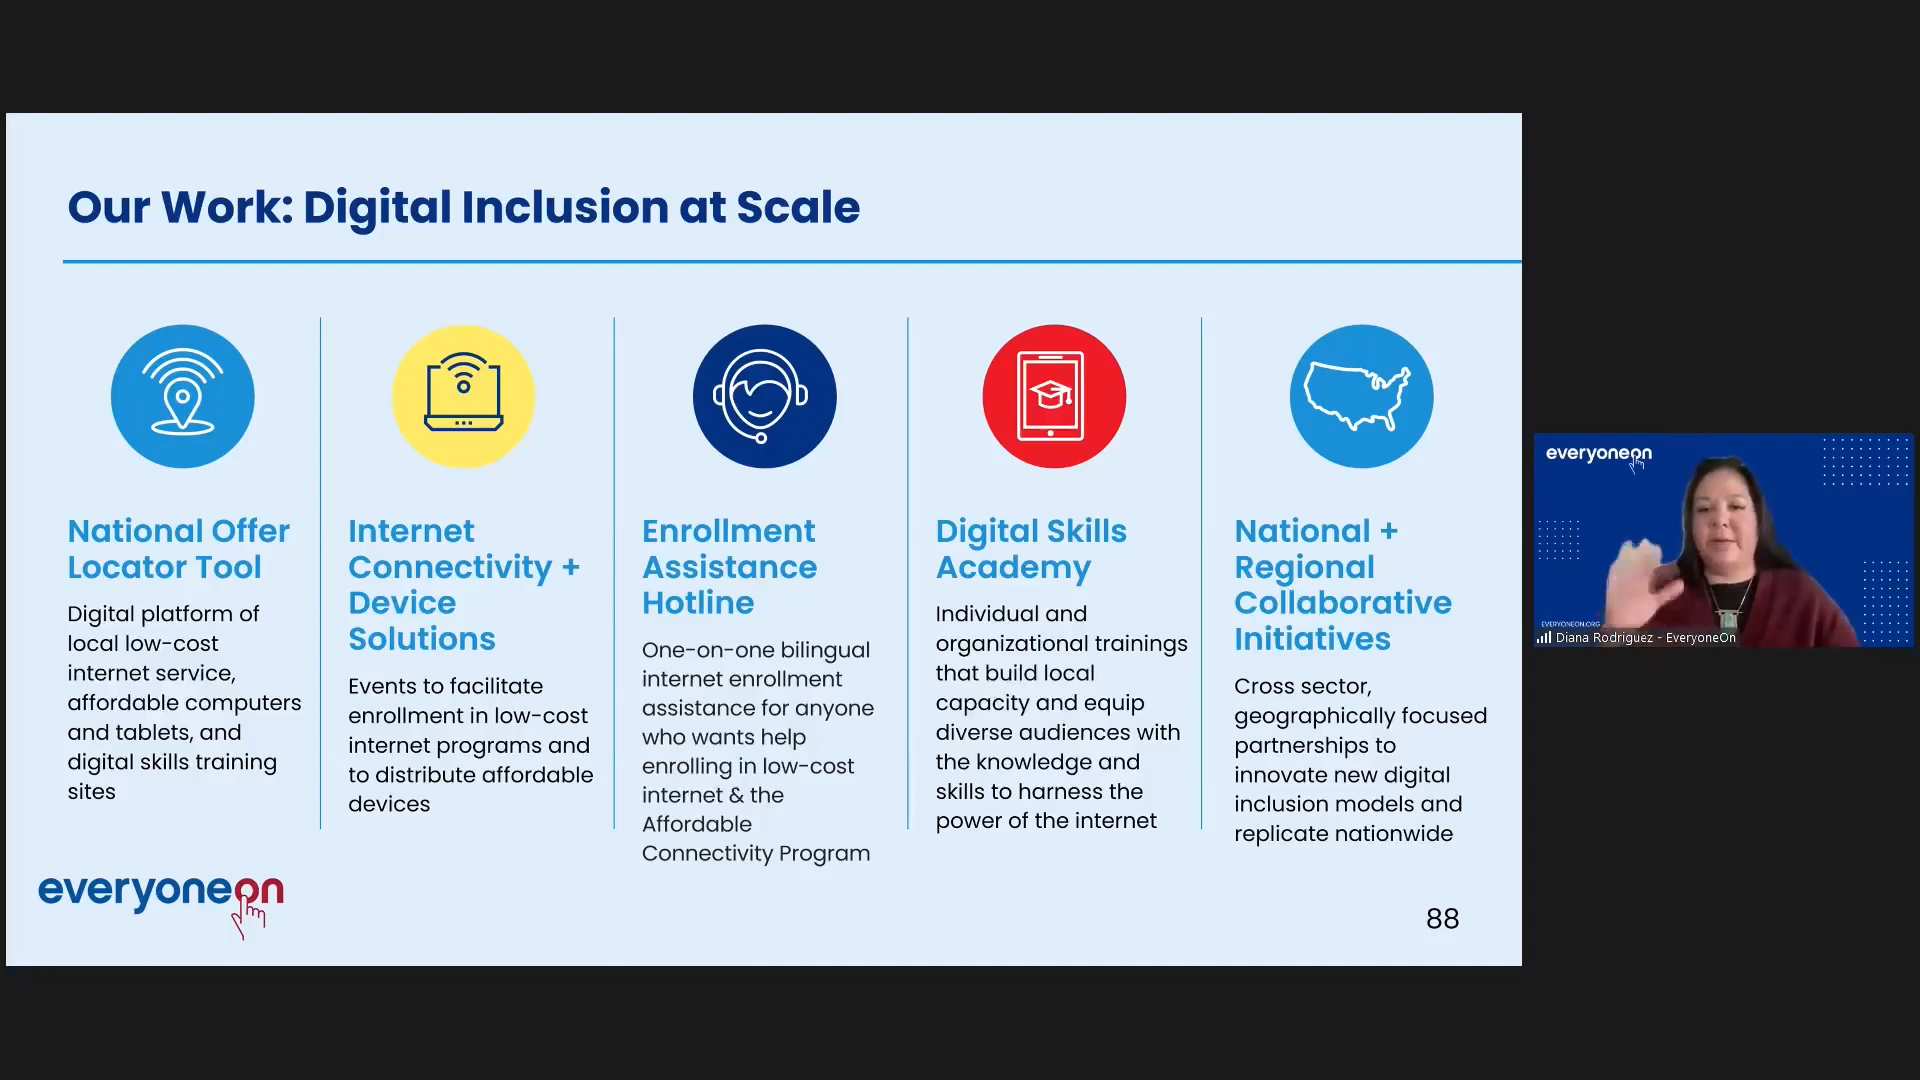 Our Work: Digital Inclusion at Scale
National Offer
Locator Tool
Digital platform of
local low-cost
internet service,
affordable computers
and tablets, and
digital skills training
sites
Internet
Connectivity +
Device
Solutions
Events to facilitate
enrollment in low-cost
internet programs and
to distribute affordable
devices
Enrollment
Assistance
Hotline
One-on-one bilingual
internet enrollment
assistance for anyone
who wants help
enrolling in low-cost
internet & the
Affordable
Connectivity Program
Digital Skills
Academy
Individual and
organizational trainings
that build local
capacity and equip
diverse audiences with
the knowledge and
skills to harness the
power of the internet
National +
Regional
Collaborative
Initiatives
Cross sector,
geographically focused
partnerships to
innovate new digital
inclusion models and
replicate nationwide
everyoneon
88
everyoneon
EVERYONEON.ORG
Diana Rodriguez - EveryoneOn